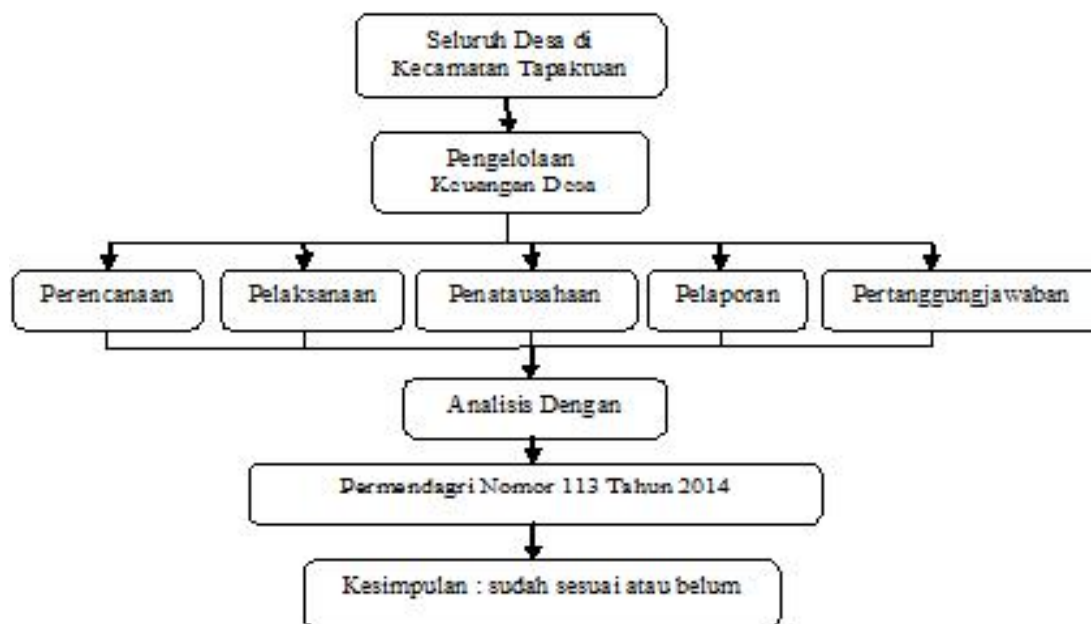 Seluruh Desa di
Kecamatan Tapaktuan
Pengelolaan
Keuangan Desa
Perencanaan
Pelaksanaan
Penatausahaan
Pelaporan
Pertanggungjawaban
Analisis Dengan
Permendagri Nomor 113 Tahun 2014
Kesimpulan : sudah sesuai atau belum